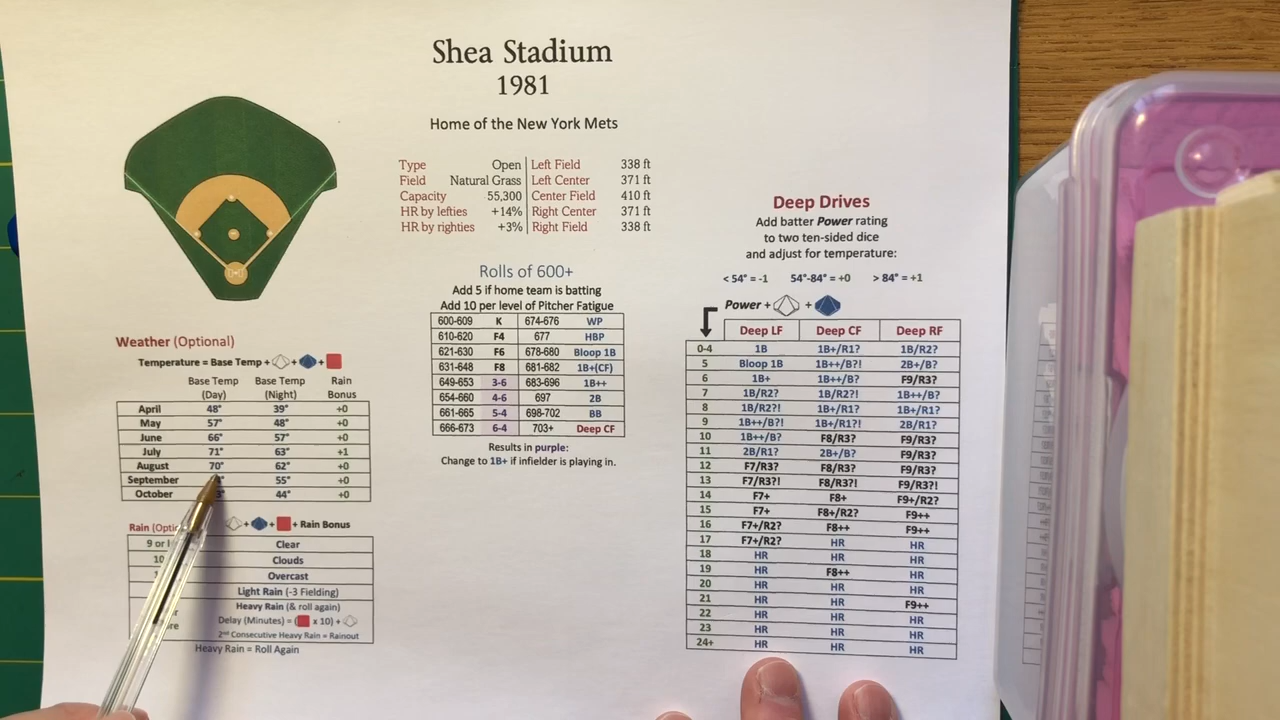 Shea Stadium
1981
Home of the New York Mets
Type Open Left Field 338 ft
Field Natural Grass Left Center 371 ft
Capacity 55,300 Center Field 410 ft
HR by lefties +14% Right Center 371 ft
HR by righties +3% Right Field 338 ft
Rolls of 600+
Add 5 if home team is batting
Add 10 per level of Pitcher Fatigue
600-609 K 674-676 WP
610-620 F4 677 HBP
621-630 F6 678-680 Bloop 1B
631-648 F8 681-682 1B+(CF)
649-653 3-6 683-696 1B++
654-660 4-6 697 2B
661-665 5-4 698-702 BB
666-673 6-4 703+ Deep CF
Results in purple:
Change to 1B+ if infielder is playing in.
Weather (Optional)
Temperature = Base Temp + + +
Base Temp Base Temp Rain
(Day) (Night) Bonus
April 48° 39° +0
May 57° 48° +0
June 66° 57° +0
July 71° 63° +1
August 70° 62° +0
September 55° +0
October 44° +0
Rain + + + Rain Bonus
9 or Clear
Clouds
Overcast
Light Rain (-3 Fielding)
Heavy Rain (& roll again)
Delay (Minutes) = ( x 10) +
2nd Consecutive Heavy Rain = Rainout
Heavy Rain = Roll Again
Deep Drives
Add batter Power rating
to two ten-sided dice
and adjust for temperature:
< 54° = -1 54°-84° = +0 > 84° = +1
Power + +
Deep LF Deep CF Deep RF
0-4 1B 1B+/R1? 1B/R2?
5 Bloop 1B 1B++/B?! 2B+/B?
6 1B+ 1B++/B? F9/R3?
7 1B/R2? 1B/R2?! 1B++/B?
8 1B/R2?! 1B+/R1? 1B+/R1?
9 1B++/B?! 1B+/R1?! 2B/R1?
10 1B++/B? F8/R3? F9/R3?
11 2B/R1? 2B+/B? F9/R3?
12 F7/R3? F8/R3? F9/R3?
13 F7/R3?! F8/R3?! F9/R3?!
14 F7+ F8+ F9+/R2?
15 F7+ F8+/R2? F9++
16 F7+/R2? F8++ F9++
17 F7+/R2? HR HR
18 HR HR HR
19 HR F8++ HR
20 HR HR HR
21 HR HR F9++
22 HR HR HR
23 HR HR HR
24+ HR HR HR